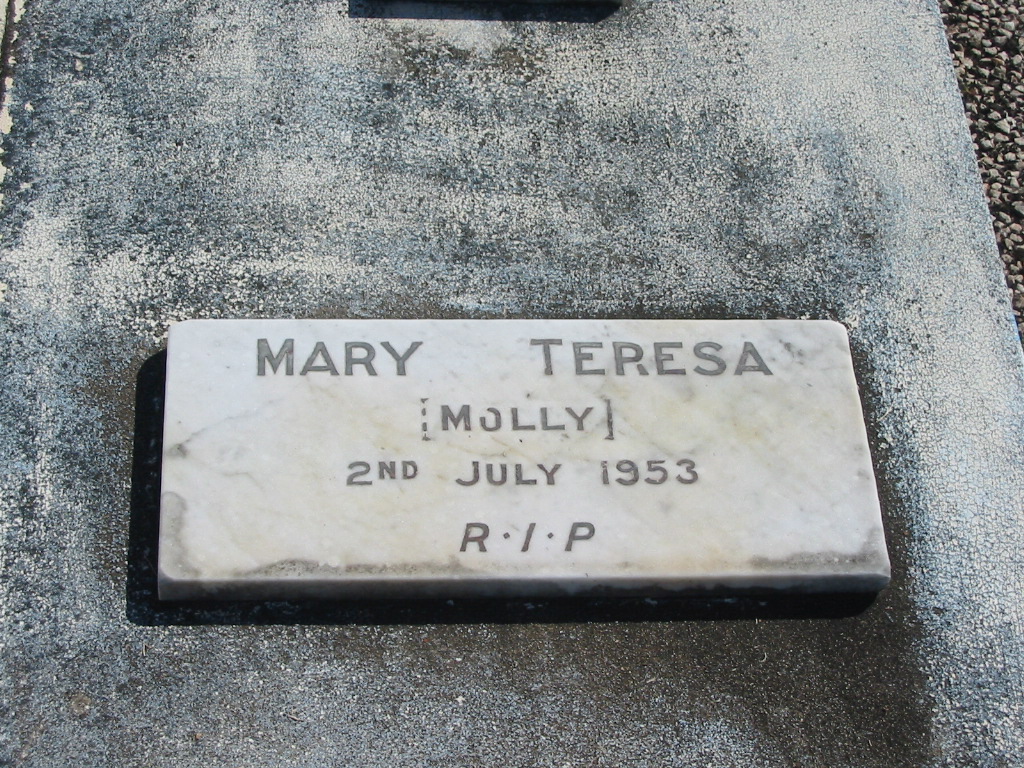 MARY TERESA
[MOLLY]
2ND JULY 1953
R·I·P